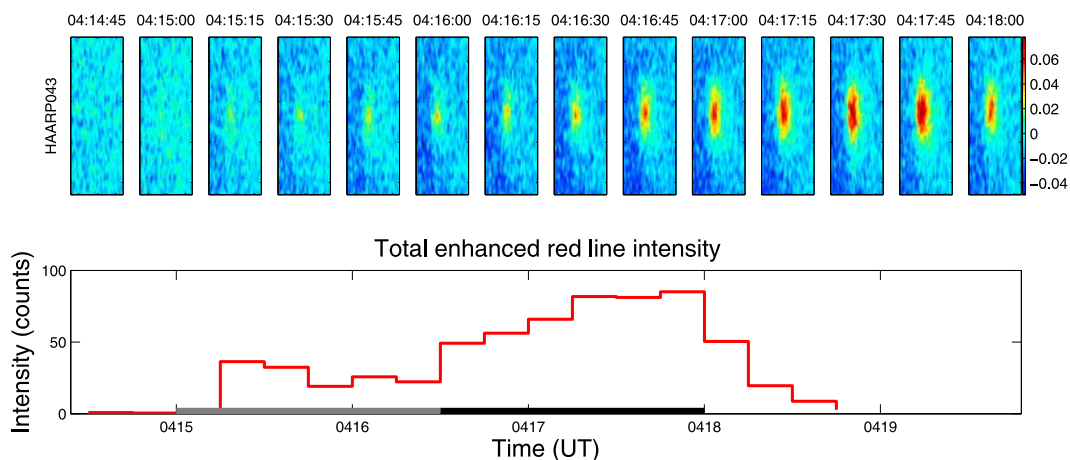 04:14:45 04:15:00 04:15:15 04:15:30 04:15:45 04:16:00 04:16:15 04:16:30 04:16:45 04:17:00 04:17:15 04:17:30 04:17:45 04:18:00
HAARP043
0.06
0.04
0.02
0
−0.02
−0.04
Total enhanced red line intensity
Intensity (counts)
100
50
0
0415 0416 0417 0418 0419
Time (UT)